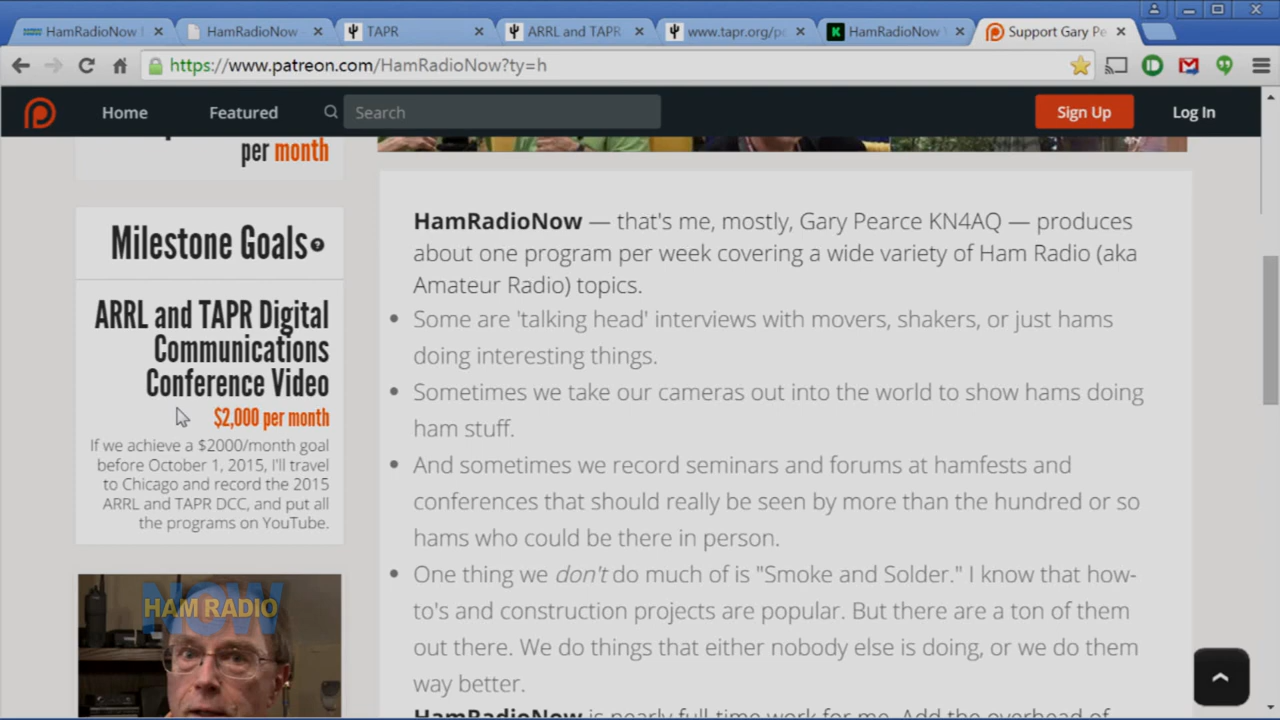 HamRadioNow
HamRadioNow -
TAPR
ARRL and TAPR
www.tapr.org/p
HamRadioNow
Support Gary Pe
https://www.patreon.com/HamRadioNow?ty=h
Home
Featured
Search
Sign Up
Log In
per month
Milestone Goals
ARRL and TAPR Digital
Communications
Conference Video
$2,000 per month
If we achieve a $2000/month goal
before October 1, 2015, I'll travel
to Chicago and record the 2015
ARRL and TAPR DCC, and put all
the programs on YouTube.
HAM RADIO
NOW
HamRadioNow — that's me, mostly, Gary Pearce KN4AQ — produces
about one program per week covering a wide variety of Ham Radio (aka
Amateur Radio) topics.
• Some are 'talking head' interviews with movers, shakers, or just hams
doing interesting things.
• Sometimes we take our cameras out into the world to show hams doing
ham stuff.
• And sometimes we record seminars and forums at hamfests and
conferences that should really be seen by more than the hundred or so
hams who could be there in person.
• One thing we don't do much of is "Smoke and Solder." I know that how-
to's and construction projects are popular. But there are a ton of them
out there. We do things that either nobody else is doing, or we do them
way better.
HamRadioNow is nearly full-time work for me. Add the overhead of